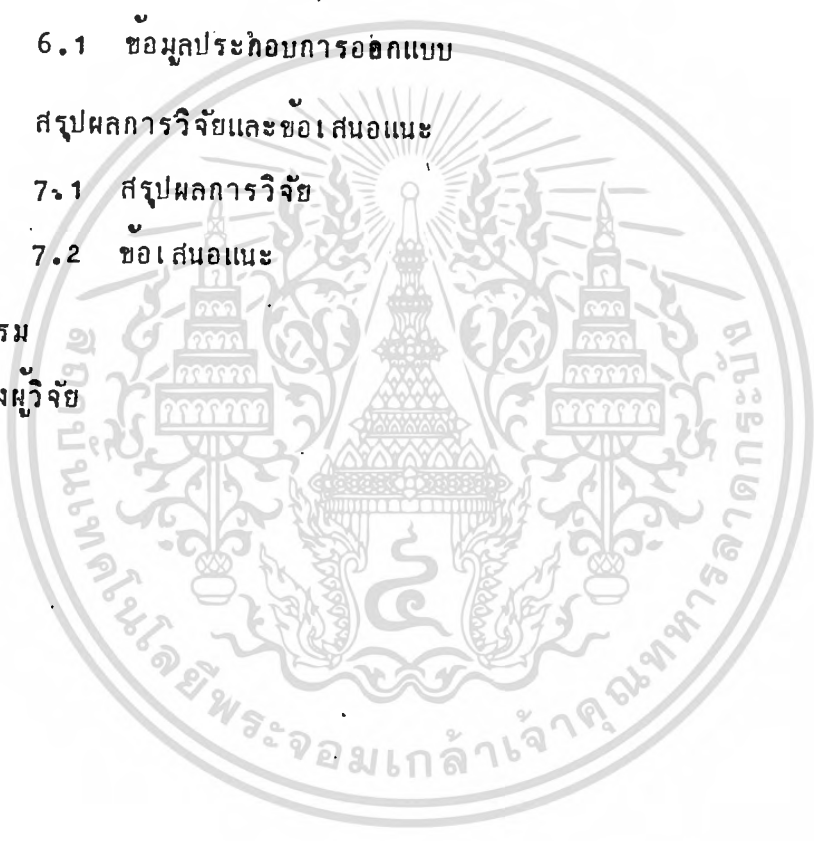 6.1 ข้อมูลประกอบการออกแบบ
สรุปผลการวิจัยและข้อเสนอแนะ
7.1 สรุปผลการวิจัย
7.2 ข้อเสนอแนะ
รม
งผู้วิจัย
สถาบันเทคโนโลยีพระจอมเกล้าเจ้าคุณทหารลาดกระบัง
๔